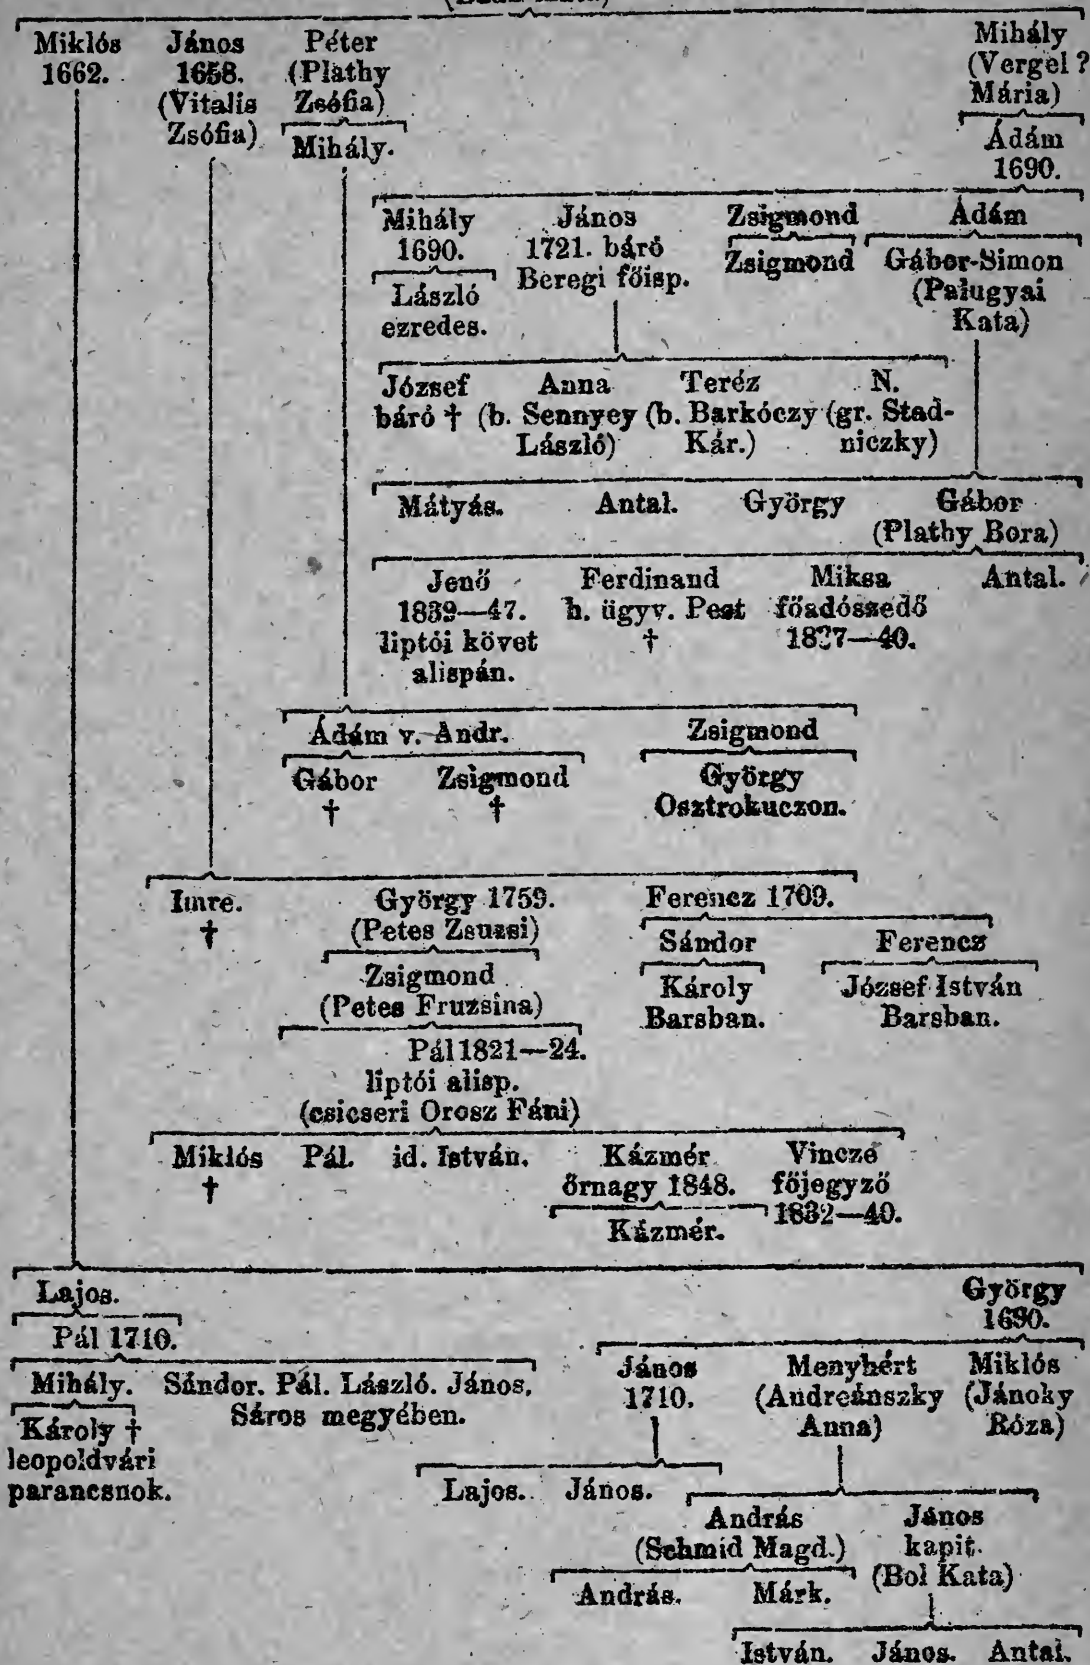 Miklós János Péter Mihály
1662. 1658. (Plathy (Vergel ?
(Vitalis Zsófia) Mária)
Zsófia) Mihály. Ádám
1690.
Mihály János Zsigmond Ádám
1690. 1721. báró Zsigmond Gábor-Simon
László Beregi főisp. (Palugyai
ezredes. Kata)
József Anna Teréz N.
báró † (b. Sennyey (b. Barkóczy (gr. Stad-
László) Kár.) niczky)
Mátyás. Antal. György Gábor
(Plathy Bora)
Jenő Ferdinand Miksa Antal.
1839—47. h. ügyv. Pest főadószedő
liptói követ † 1837—40.
alispán.
Ádám v. Andr. Zsigmond
Gábor Zsigmond György
† † Osztrokuczon.
Imre. György 1759. Ferencz 1709.
† (Petes Zsuzsi) Sándor Ferencz
Zsigmond Károly József István
(Petes Fruzsina) Barsban. Barsban.
Pál 1821—24.
liptói alisp.
(csicseri Orosz Fáni)
Miklós Pál. id. István. Kázmér Vincze
† őrnagy 1848. főjegyző
Kázmér. 1832—40.
Lajos. György
Pál 1710. 1690.
Mihály. Sándor. Pál. László. János. János Menyhért Miklós
Károly † Sáros megyében. 1710. (Andreánszky (Jánoky
leopoldvári Anna) Róza)
parancsnok. Lajos. János.
András János
(Schmid Magd.) kapit.
András. Márk. (Bol Kata)
István. János. Antal.